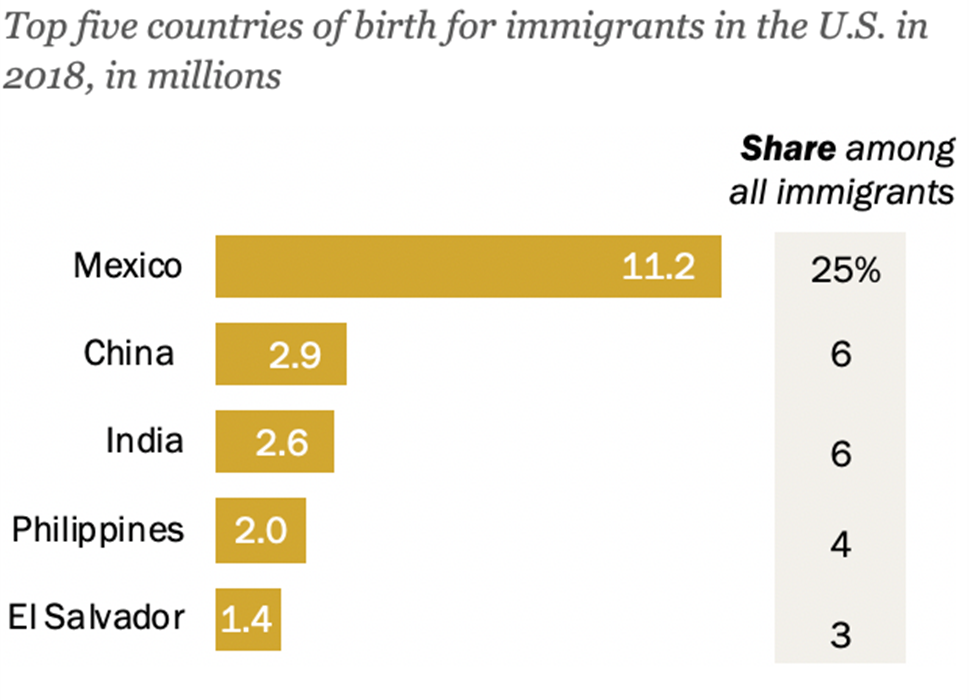 Top five countries of birth for immigrants in the U.S. in
2018, in millions
Share among
all immigrants
Mexico 11.2 25%
China 2.9 6
India 2.6 6
Philippines 2.0 4
El Salvador 1.4 3